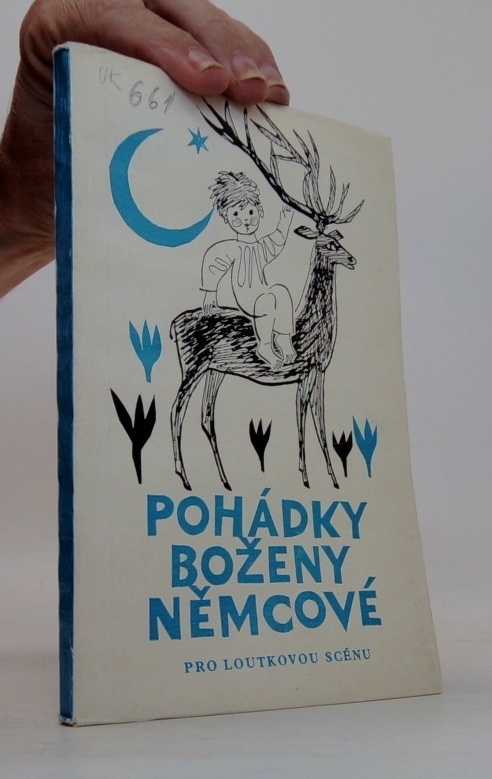 UK 661
POHÁDKY
BOŽENY
NĚMCOVÉ
PRO LOUTKOVOU SCÉNU